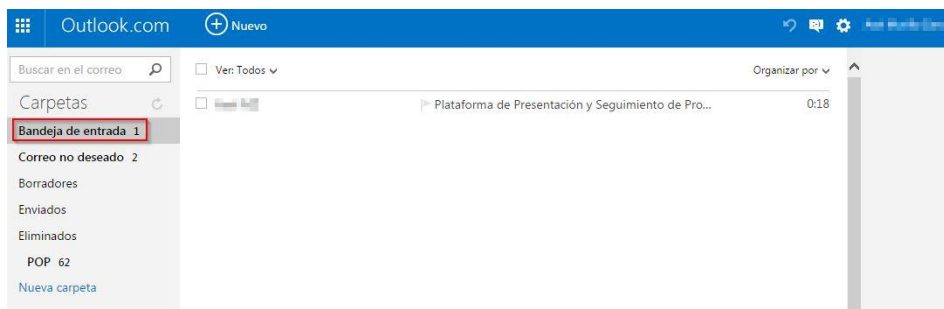 Outlook.com
Nuevo
Buscar en el correo
Ver: Todos
Organizar por
Carpetas
Plataforma de Presentación y Seguimiento de Pro... 0:18
Bandeja de entrada 1
Correo no deseado 2
Borradores
Enviados
Eliminados
POP 62
Nueva carpeta